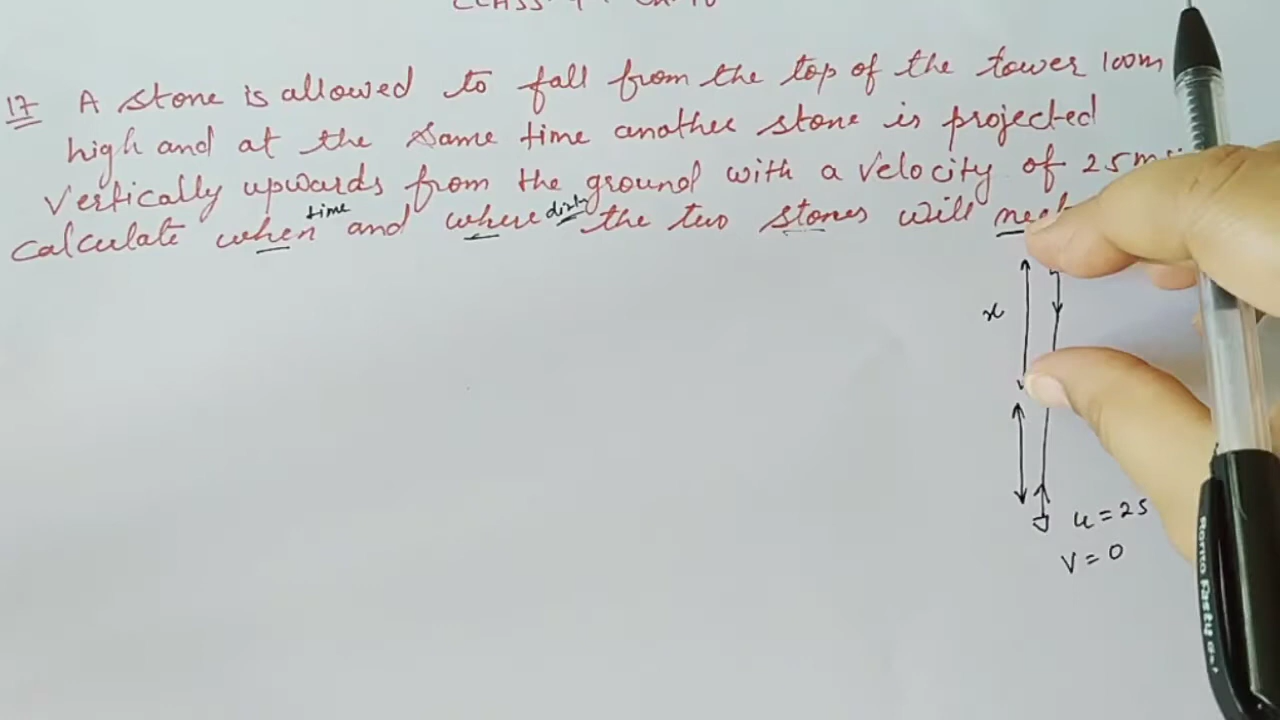 17 A stone is allowed to fall from the top of the tower 100m
high and at the same time another stone is projected
Vertically upwards from the ground with a velocity of 25
time
calculate when and where the two stones will
x
u = 25
V = 0